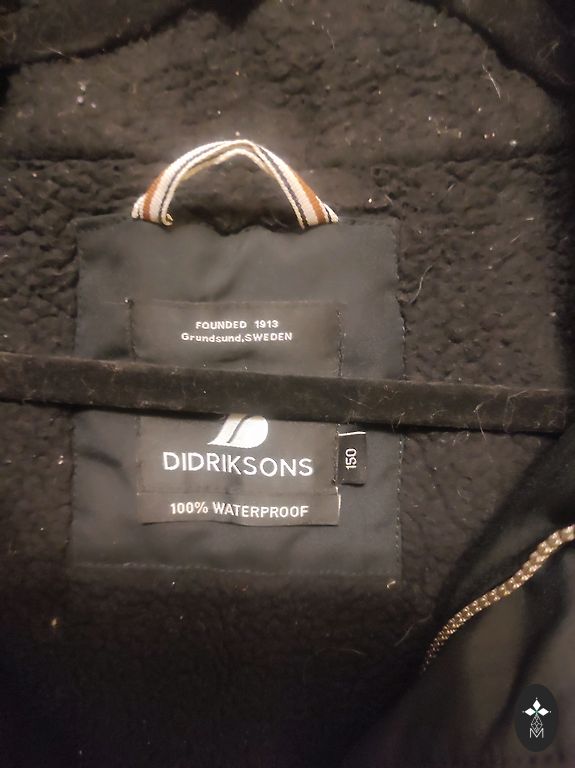 FOUNDED 1913
Grundsund,SWEDEN
DIDRIKSONS
150
100% WATERPROOF
M